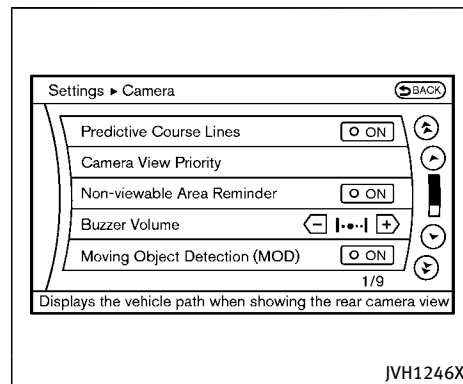 Settings ▸ Camera BACK
Predictive Course Lines ON
Camera View Priority
Non-viewable Area Reminder ON
Buzzer Volume − +
Moving Object Detection (MOD) ON
1/9
Displays the vehicle path when showing the rear camera view
JVH1246X